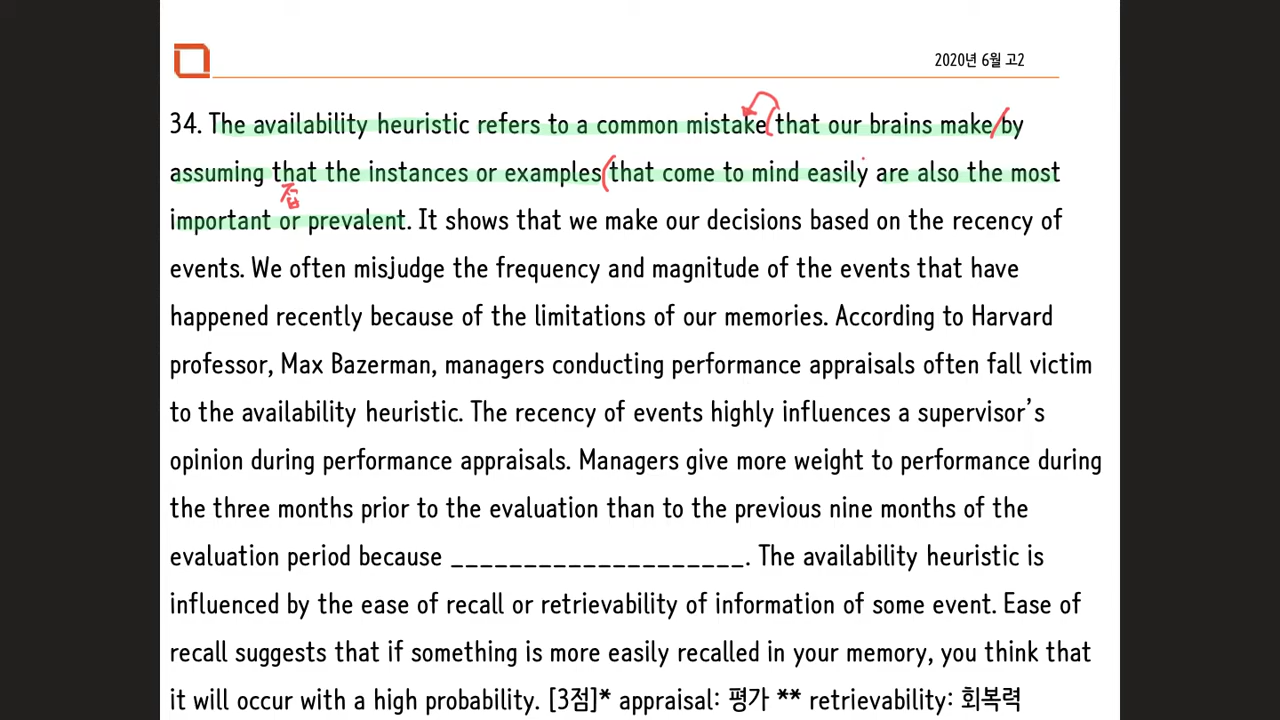 2020년 6월 고2
34. The availability heuristic refers to a common mistake that our brains make by
assuming that the instances or examples that come to mind easily are also the most
접
important or prevalent. It shows that we make our decisions based on the recency of
events. We often misjudge the frequency and magnitude of the events that have
happened recently because of the limitations of our memories. According to Harvard
professor, Max Bazerman, managers conducting performance appraisals often fall victim
to the availability heuristic. The recency of events highly influences a supervisor's
opinion during performance appraisals. Managers give more weight to performance during
the three months prior to the evaluation than to the previous nine months of the
evaluation period because ____________________. The availability heuristic is
influenced by the ease of recall or retrievability of information of some event. Ease of
recall suggests that if something is more easily recalled in your memory, you think that
it will occur with a high probability. [3점]* appraisal: 평가 ** retrievability: 회복력